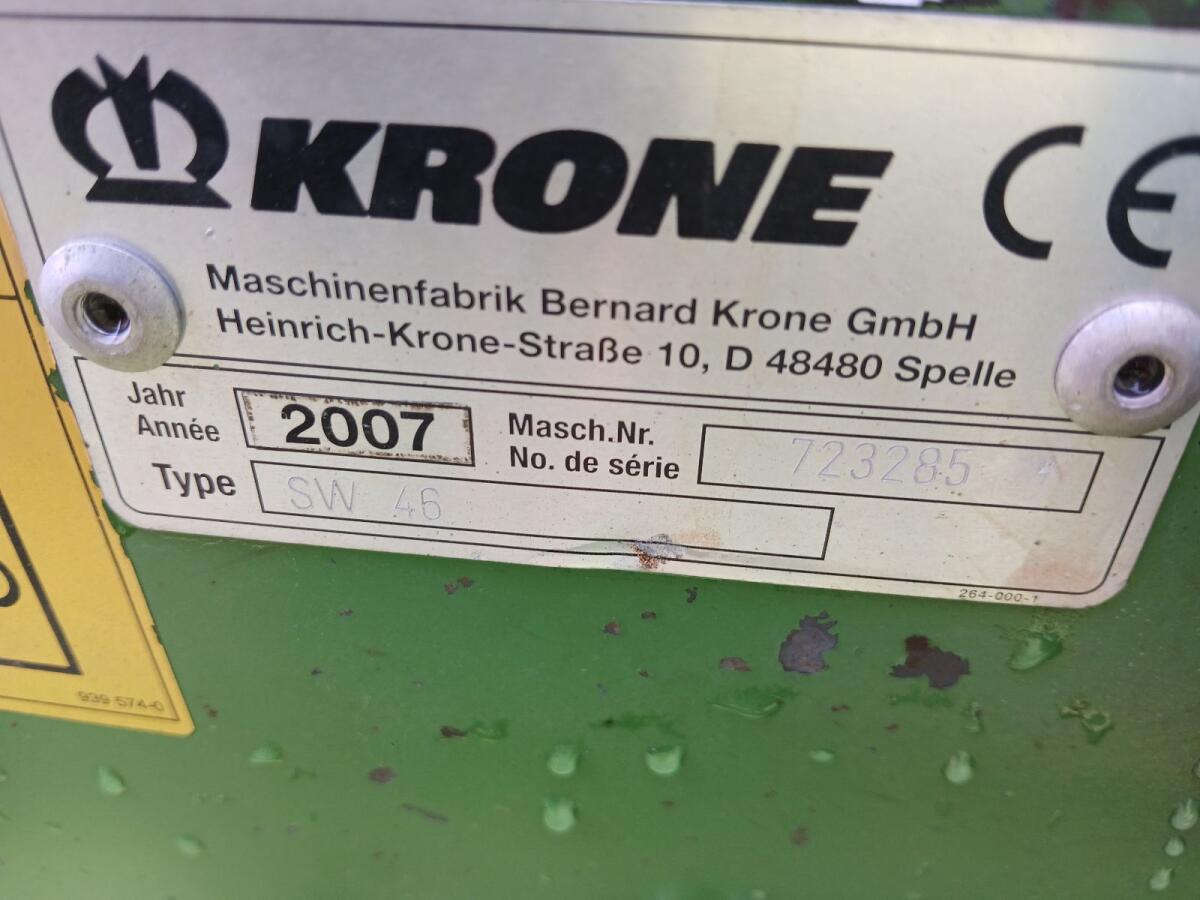 KRONE CE
Maschinenfabrik Bernard Krone GmbH
Heinrich-Krone-Straße 10, D 48480 Spelle
Jahr
Année
2007
Masch.Nr.
No. de série
723285
Type
SW 46
264-000-1
939 574-0